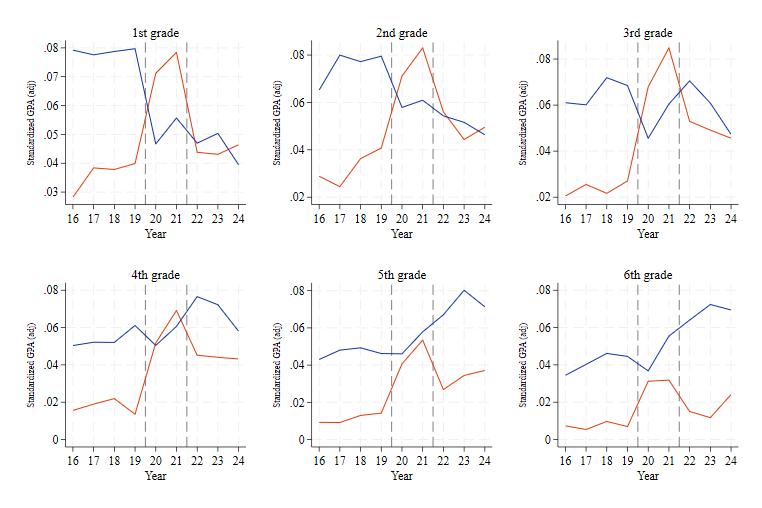 1st grade
Standardized GPA (adj)
.08
.07
.06
.05
.04
.03
16 17 18 19 20 21 22 23 24
Year
2nd grade
Standardized GPA (adj)
.08
.06
.04
.02
16 17 18 19 20 21 22 23 24
Year
3rd grade
Standardized GPA (adj)
.08
.06
.04
.02
16 17 18 19 20 21 22 23 24
Year
4th grade
Standardized GPA (adj)
.08
.06
.04
.02
0
16 17 18 19 20 21 22 23 24
Year
5th grade
Standardized GPA (adj)
.08
.06
.04
.02
0
16 17 18 19 20 21 22 23 24
Year
6th grade
Standardized GPA (adj)
.08
.06
.04
.02
0
16 17 18 19 20 21 22 23 24
Year